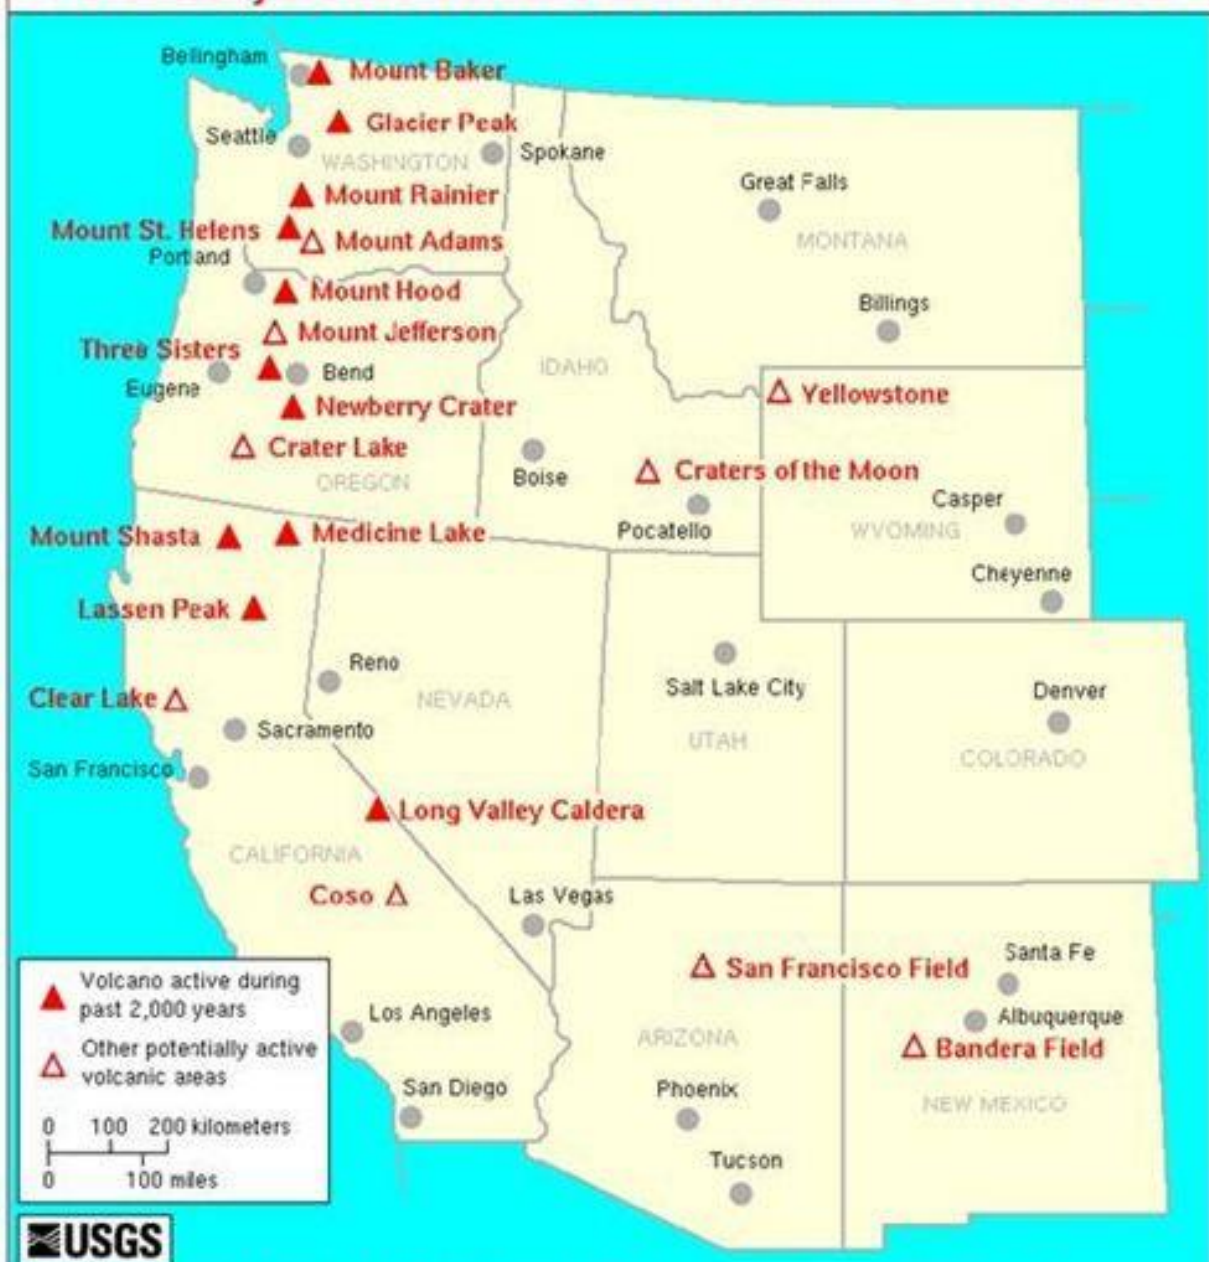 Bellingham
Mount Baker
Glacier Peak
Seattle
Spokane
WASHINGTON
Great Falls
Mount Rainier
MONTANA
Mount St. Helens
Mount Adams
Portland
Mount Hood
Billings
Mount Jefferson
Three Sisters
IDAHO
Bend
Eugene
Yellowstone
Newberry Crater
Crater Lake
Boise
Craters of the Moon
OREGON
Casper
Pocatello
WYOMING
Mount Shasta
Medicine Lake
Cheyenne
Lassen Peak
Reno
Salt Lake City
Denver
Clear Lake
NEVADA
Sacramento
UTAH
COLORADO
San Francisco
Long Valley Caldera
CALIFORNIA
Coso
Las Vegas
Santa Fe
San Francisco Field
Albuquerque
Los Angeles
ARIZONA
Bandera Field
San Diego
Phoenix
NEW MEXICO
Tucson
Volcano active during
past 2,000 years
Other potentially active
volcanic areas
0 100 200 kilometers
0 100 miles
USGS